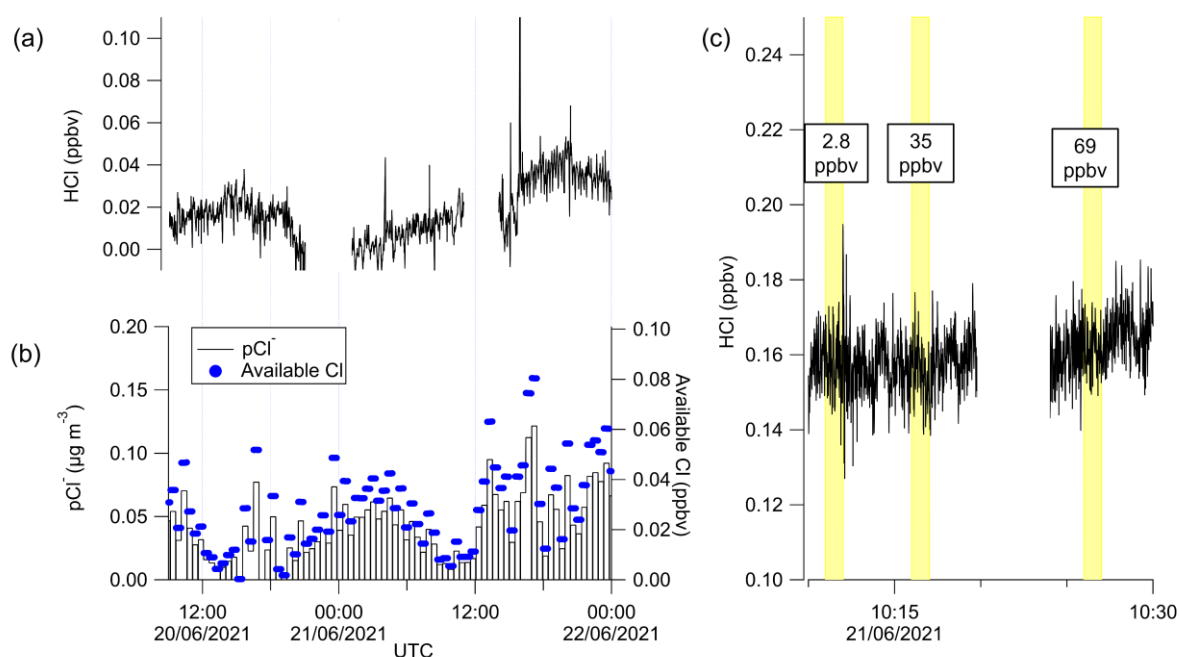 (a)
HCl (ppbv)
0.10
0.08
0.06
0.04
0.02
0.00
(b)
pCl⁻ (µg m⁻³)
0.20
0.15
0.10
0.05
0.00
pCl⁻
Available Cl
0.10
0.08
0.06
0.04
0.02
0.00
Available Cl (ppbv)
12:00 00:00 12:00 00:00
20/06/2021 21/06/2021 22/06/2021
UTC
(c)
HCl (ppbv)
0.24
0.22
0.20
0.18
0.16
0.14
0.12
0.10
2.8
ppbv
35
ppbv
69
ppbv
10:15 10:30
21/06/2021